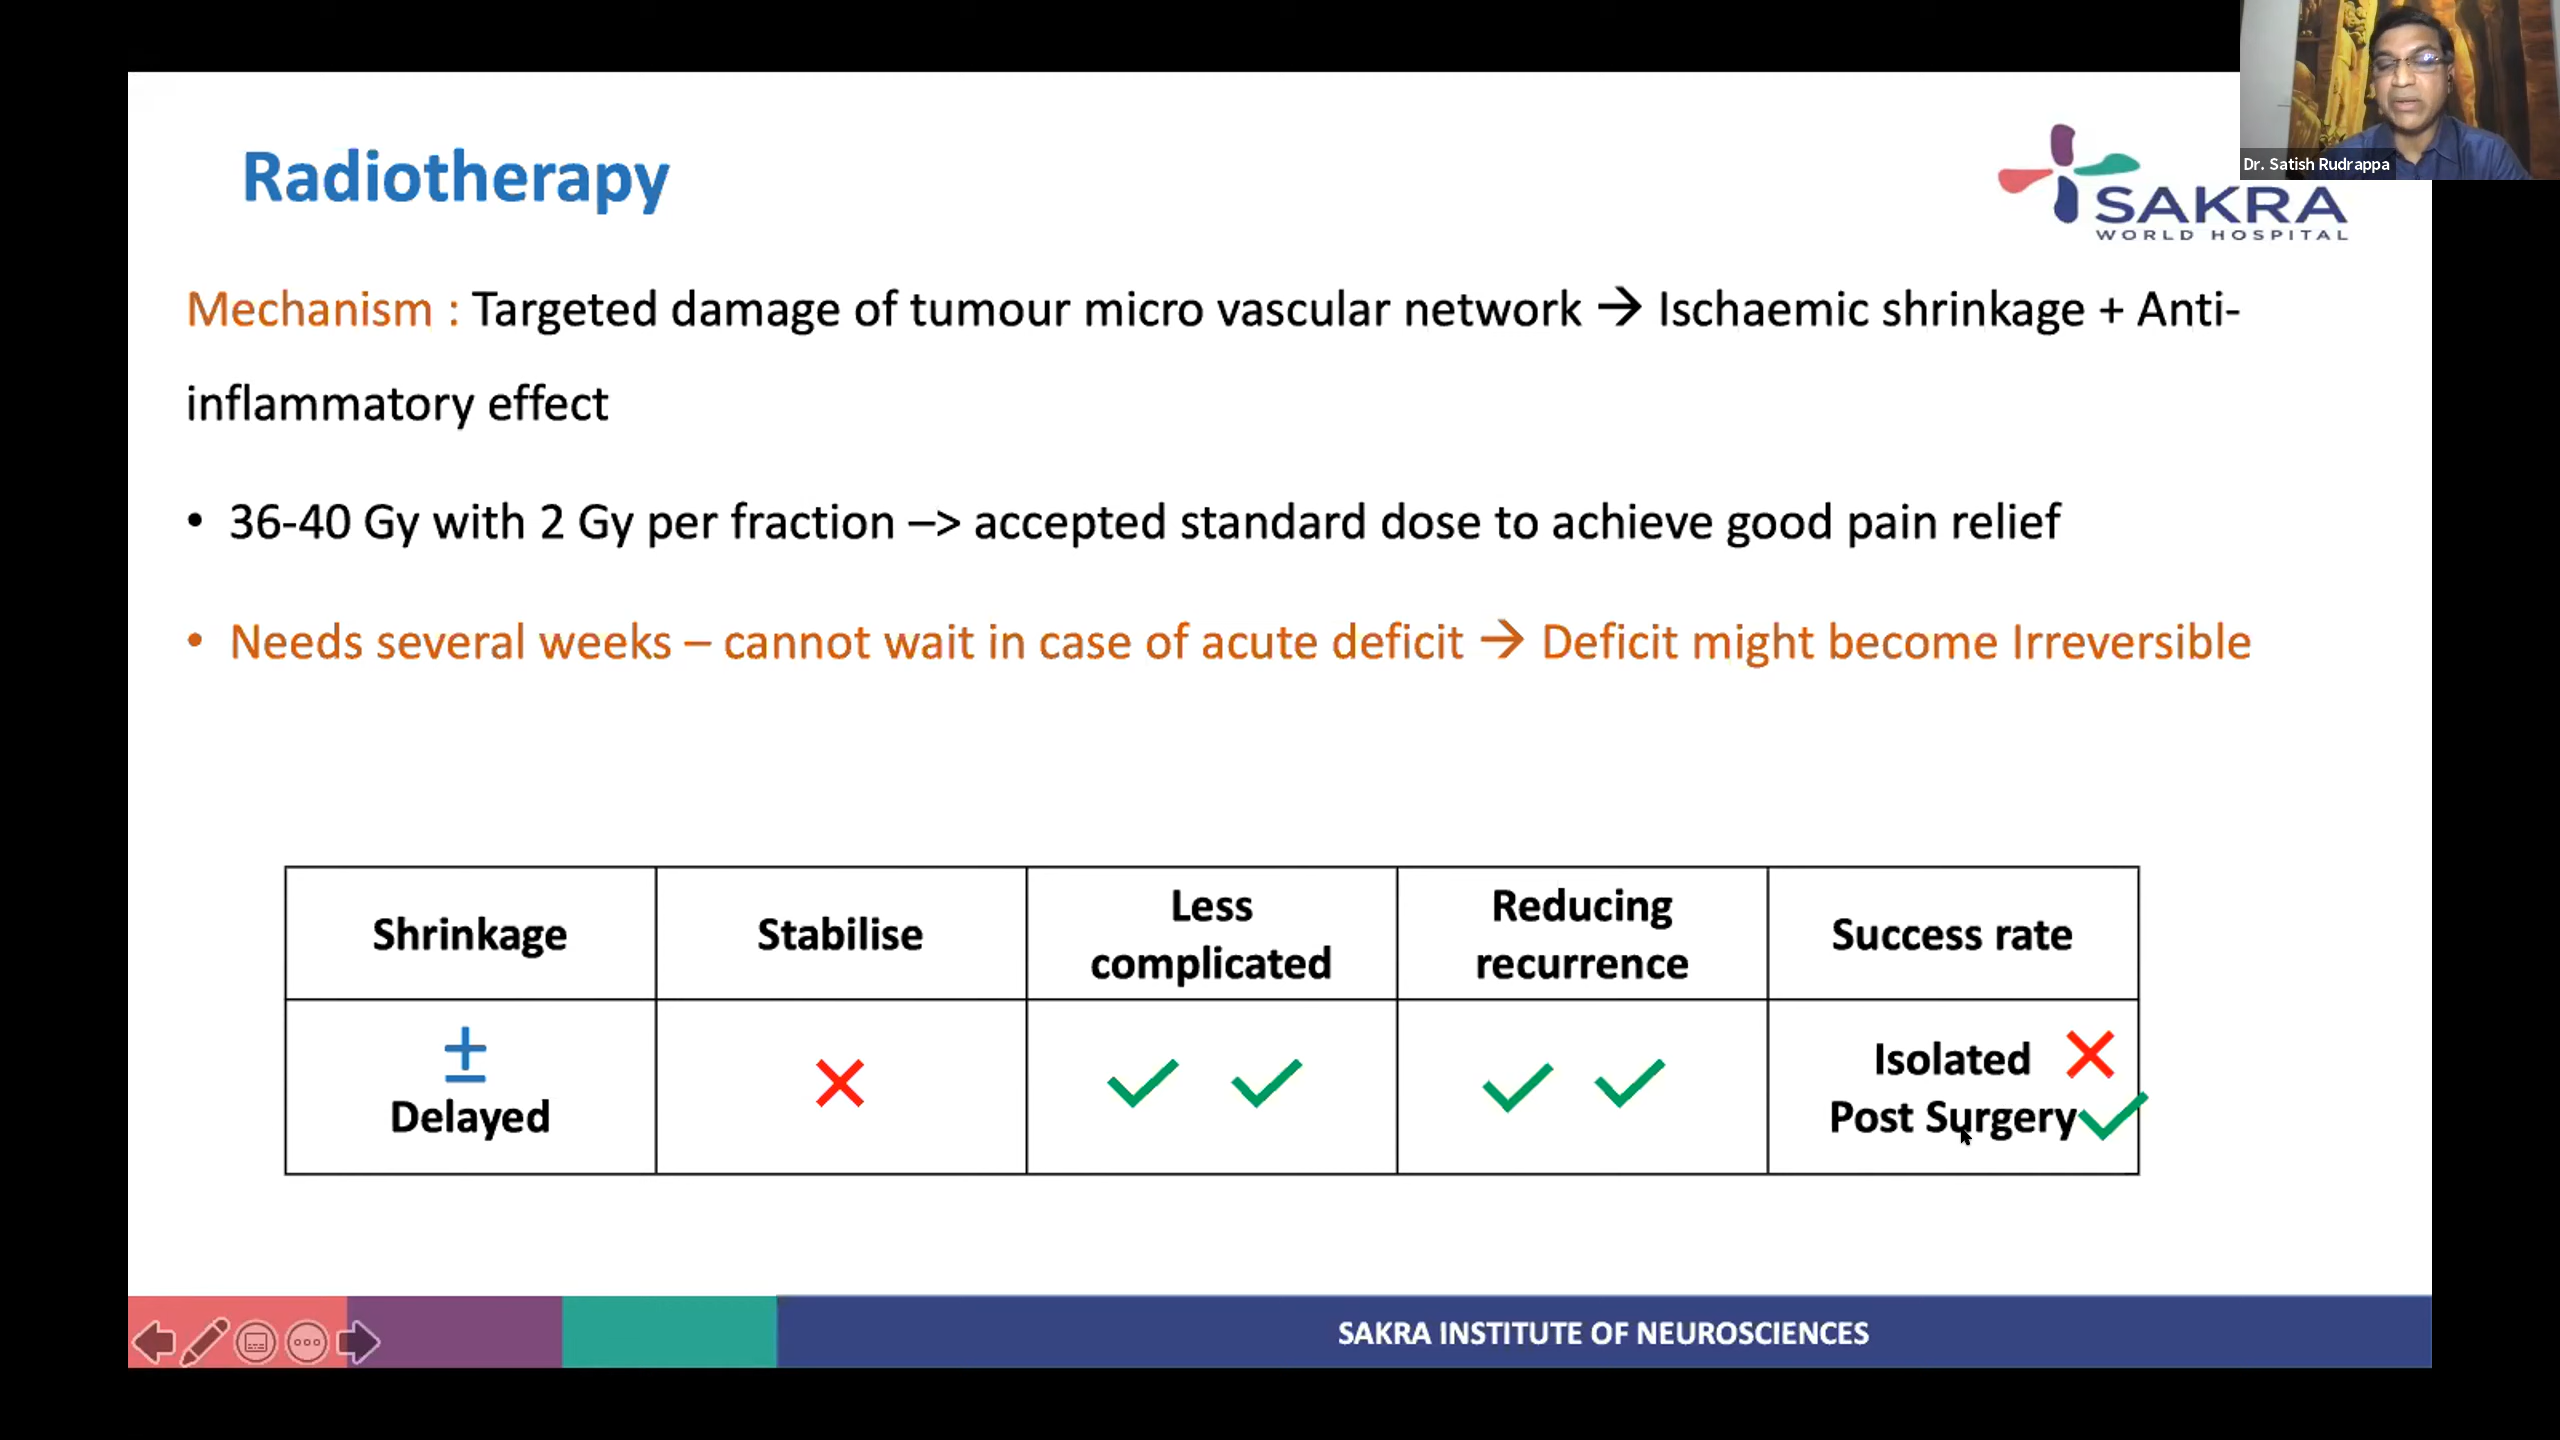 Dr. Satish Rudrappa
Radiotherapy
SAKRA
WORLD HOSPITAL
Mechanism : Targeted damage of tumour micro vascular network → Ischaemic shrinkage + Anti-
inflammatory effect
• 36-40 Gy with 2 Gy per fraction –> accepted standard dose to achieve good pain relief
• Needs several weeks – cannot wait in case of acute deficit → Deficit might become Irreversible
Shrinkage
Stabilise
Less
complicated
Reducing
recurrence
Success rate
±
Delayed
Isolated
Post Surgery
SAKRA INSTITUTE OF NEUROSCIENCES